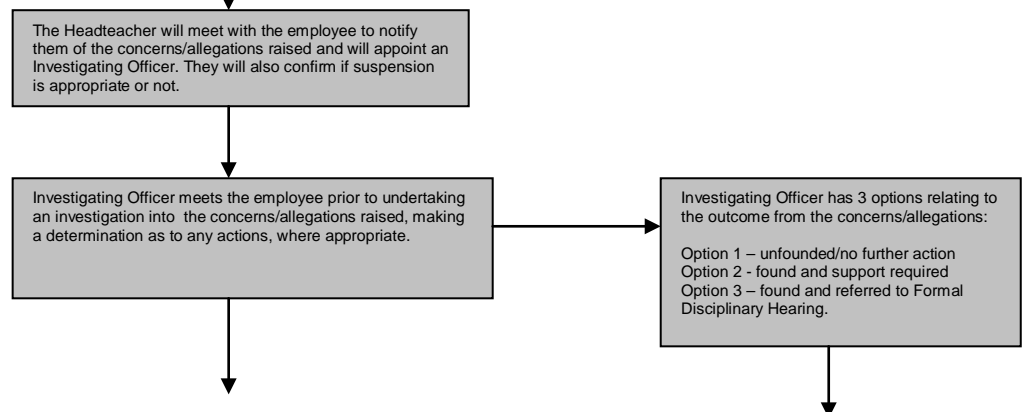 The Headteacher will meet with the employee to notify
them of the concerns/allegations raised and will appoint an
Investigating Officer. They will also confirm if suspension
is appropriate or not.
Investigating Officer meets the employee prior to undertaking
an investigation into the concerns/allegations raised, making
a determination as to any actions, where appropriate.
Investigating Officer has 3 options relating to
the outcome from the concerns/allegations:
Option 1 – unfounded/no further action
Option 2 - found and support required
Option 3 – found and referred to Formal
Disciplinary Hearing.